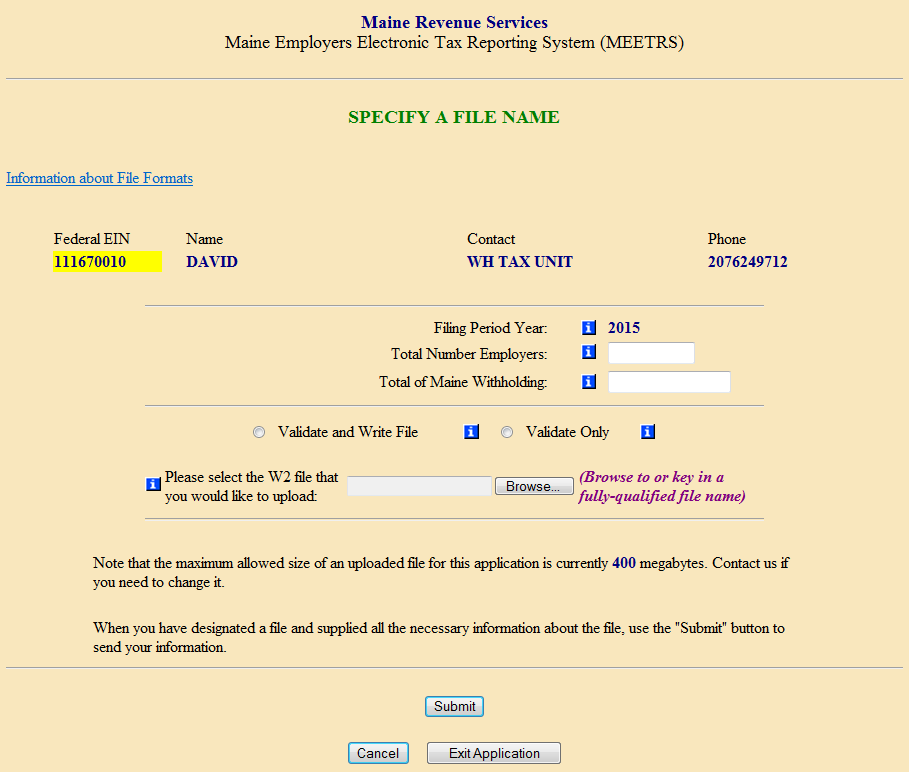 Maine Revenue Services
Maine Employers Electronic Tax Reporting System (MEETRS)
SPECIFY A FILE NAME
Information about File Formats
Federal EIN Name Contact Phone
111670010 DAVID WH TAX UNIT 2076249712
Filing Period Year: i 2015
Total Number Employers: i
Total of Maine Withholding: i
Validate and Write File i Validate Only i
i Please select the W2 file that you would like to upload: Browse... (Browse to or key in a fully-qualified file name)
Note that the maximum allowed size of an uploaded file for this application is currently 400 megabytes. Contact us if
you need to change it.
When you have designated a file and supplied all the necessary information about the file, use the "Submit" button to
send your information.
Submit
Cancel Exit Application